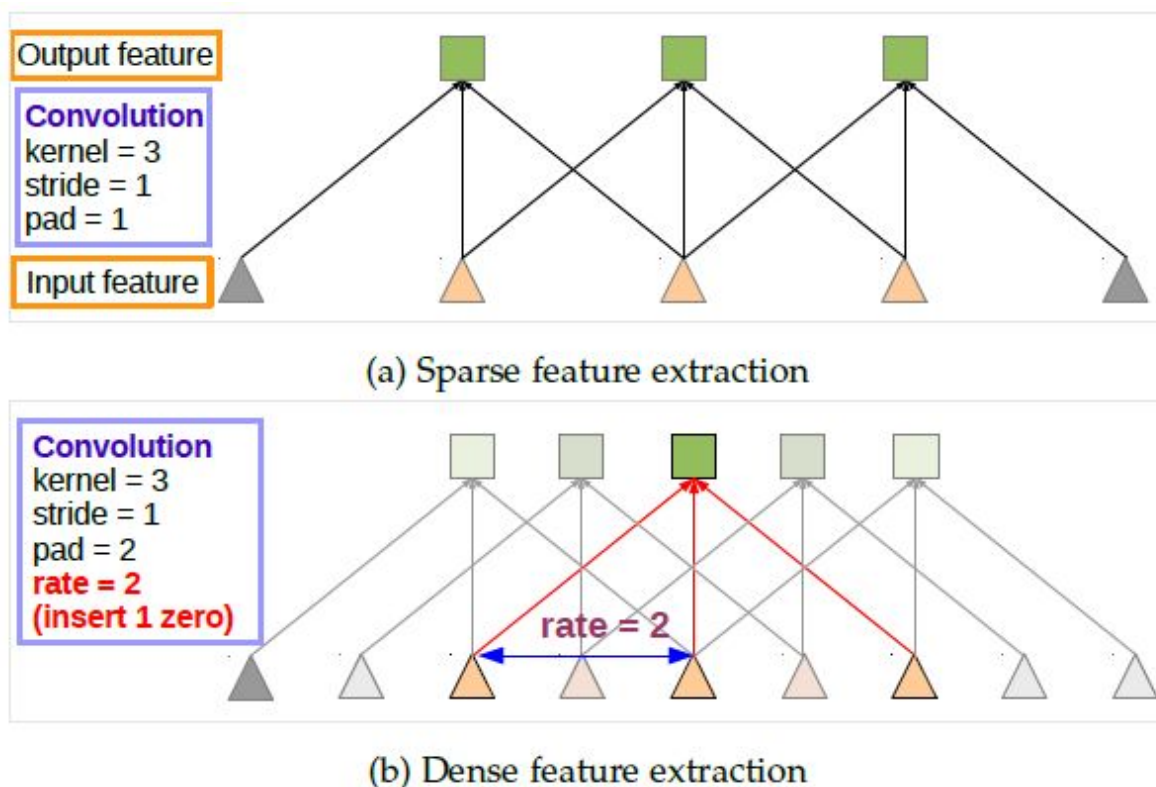 Output feature
Convolution
kernel = 3
stride = 1
pad = 1
Input feature
(a) Sparse feature extraction
Convolution
kernel = 3
stride = 1
pad = 2
rate = 2
(insert 1 zero)
rate = 2
(b) Dense feature extraction